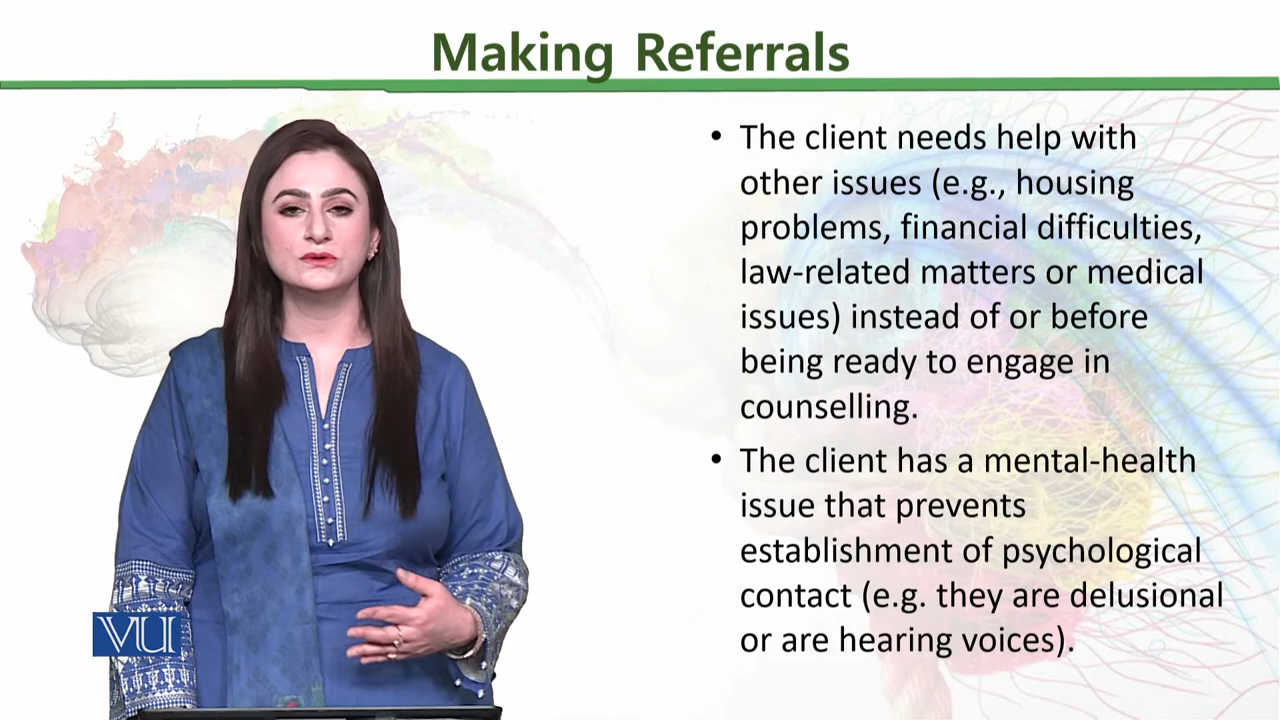 Making Referrals
• The client needs help with
other issues (e.g., housing
problems, financial difficulties,
law-related matters or medical
issues) instead of or before
being ready to engage in
counselling.
• The client has a mental-health
issue that prevents
establishment of psychological
contact (e.g. they are delusional
or are hearing voices).
VU